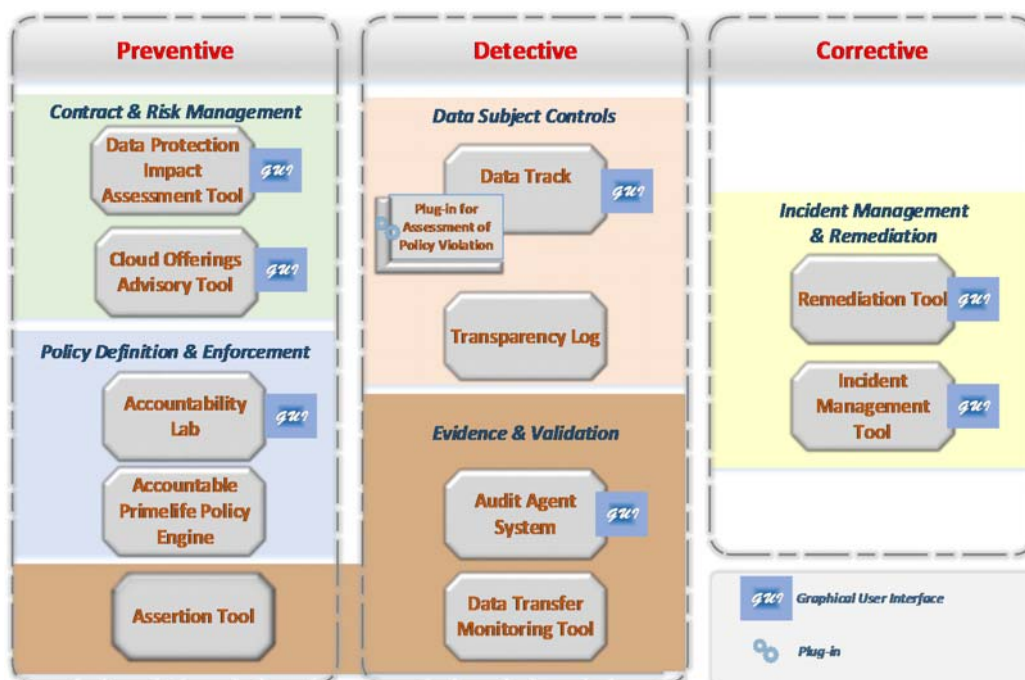 Preventive
Contract & Risk Management
Data Protection
Impact
Assessment Tool
GUI
Cloud Offerings
Advisory Tool
GUI
Policy Definition & Enforcement
Accountability
Lab
GUI
Accountable
Primelife Policy
Engine
Assertion Tool
Detective
Data Subject Controls
Data Track
GUI
Plug-in for
Assessment of
Policy Violation
Transparency Log
Evidence & Validation
Audit Agent
System
GUI
Data Transfer
Monitoring Tool
Corrective
Incident Management
& Remediation
Remediation Tool
GUI
Incident
Management
Tool
GUI
GUI Graphical User Interface
Plug-in